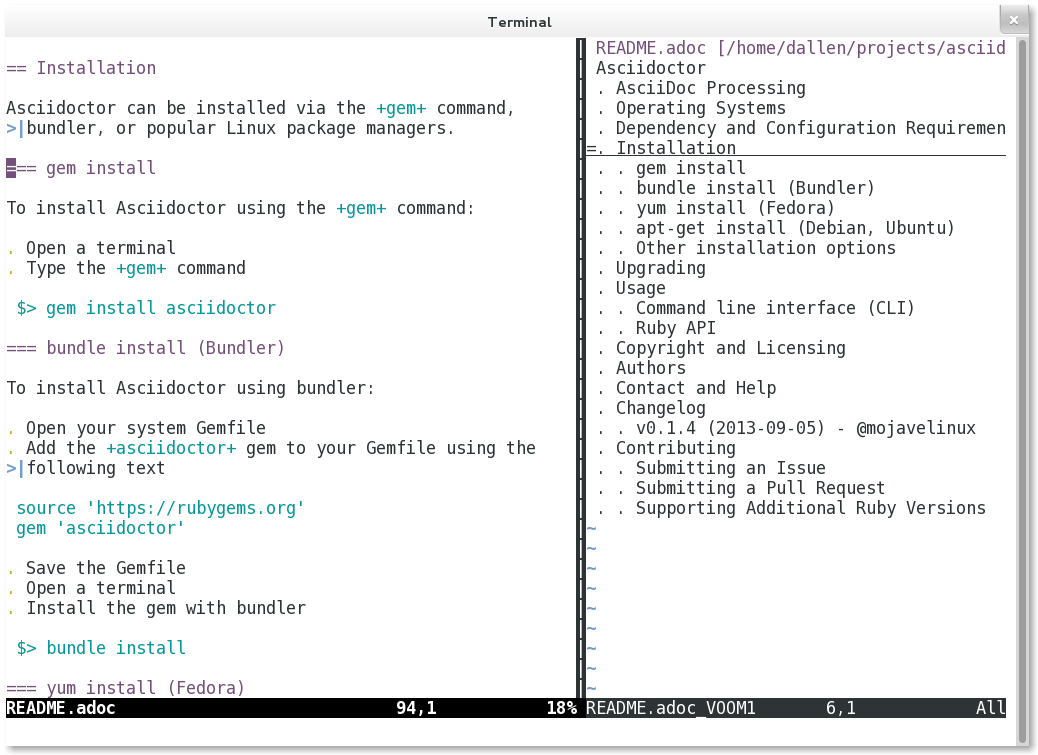 Terminal
== Installation
Asciidoctor can be installed via the +gem+ command,
>|bundler, or popular Linux package managers.
=== gem install
To install Asciidoctor using the +gem+ command:
. Open a terminal
. Type the +gem+ command
$> gem install asciidoctor
=== bundle install (Bundler)
To install Asciidoctor using bundler:
. Open your system Gemfile
. Add the +asciidoctor+ gem to your Gemfile using the
>|following text
source 'https://rubygems.org'
gem 'asciidoctor'
. Save the Gemfile
. Open a terminal
. Install the gem with bundler
$> bundle install
=== yum install (Fedora)
README.adoc 94,1 18%
README.adoc [/home/dallen/projects/asciid
Asciidoctor
. AsciiDoc Processing
. Operating Systems
. Dependency and Configuration Requiremen
=. Installation
. . gem install
. . bundle install (Bundler)
. . yum install (Fedora)
. . apt-get install (Debian, Ubuntu)
. . Other installation options
. Upgrading
. Usage
. . Command line interface (CLI)
. . Ruby API
. Copyright and Licensing
. Authors
. Contact and Help
. Changelog
. . v0.1.4 (2013-09-05) - @mojavelinux
. Contributing
. . Submitting an Issue
. . Submitting a Pull Request
. . Supporting Additional Ruby Versions
~
~
~
~
~
~
~
~
~
README.adoc_VOOM1 6,1 All